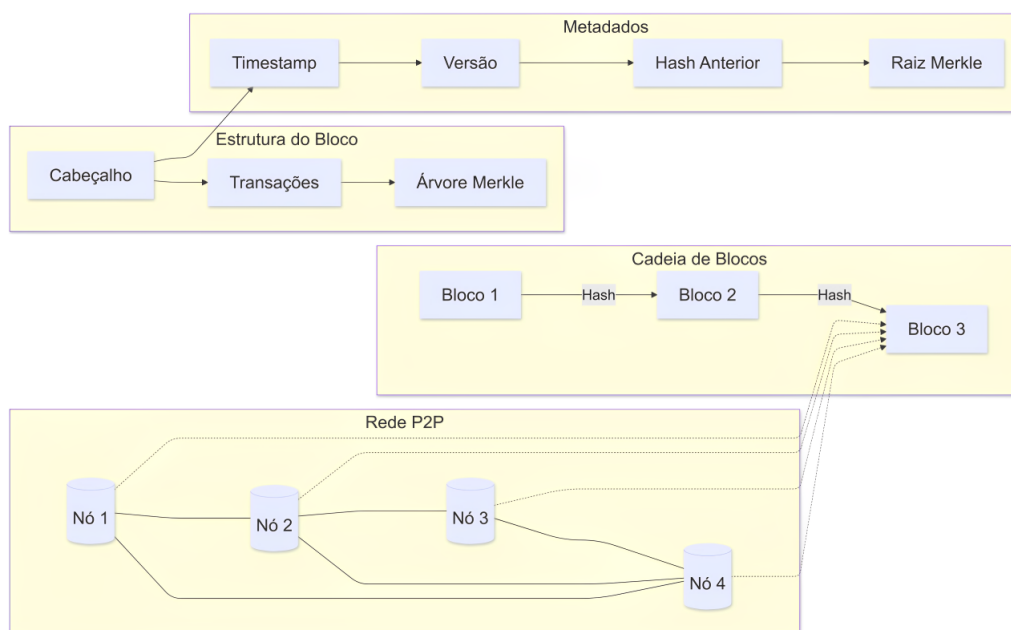 Metadados
Timestamp
Versão
Hash Anterior
Raiz Merkle
Estrutura do Bloco
Cabeçalho
Transações
Árvore Merkle
Cadeia de Blocos
Bloco 1
Hash
Bloco 2
Hash
Bloco 3
Rede P2P
Nó 1
Nó 2
Nó 3
Nó 4